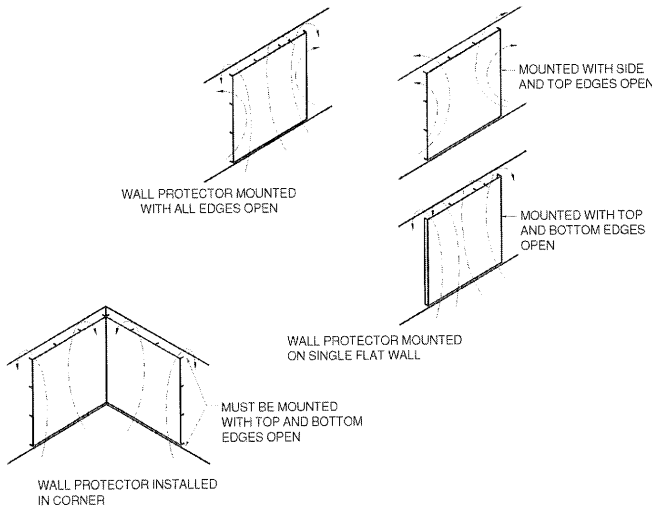 MOUNTED WITH SIDE
AND TOP EDGES OPEN
WALL PROTECTOR MOUNTED
WITH ALL EDGES OPEN
MOUNTED WITH TOP
AND BOTTOM EDGES
OPEN
WALL PROTECTOR MOUNTED
ON SINGLE FLAT WALL
MUST BE MOUNTED
WITH TOP AND BOTTOM
EDGES OPEN
WALL PROTECTOR INSTALLED
IN CORNER